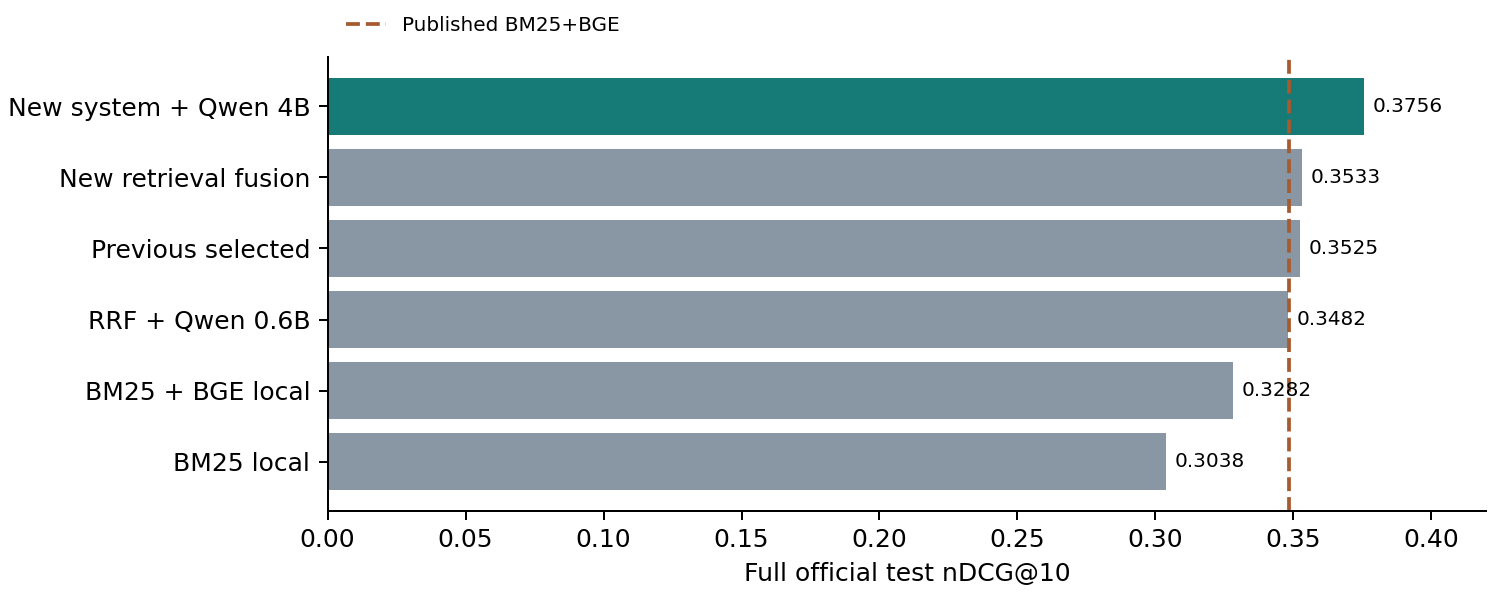 Published BM25+BGE
New system + Qwen 4B
0.3756
New retrieval fusion
0.3533
Previous selected
0.3525
RRF + Qwen 0.6B
0.3482
BM25 + BGE local
0.3282
BM25 local
0.3038
0.00 0.05 0.10 0.15 0.20 0.25 0.30 0.35 0.40
Full official test nDCG@10